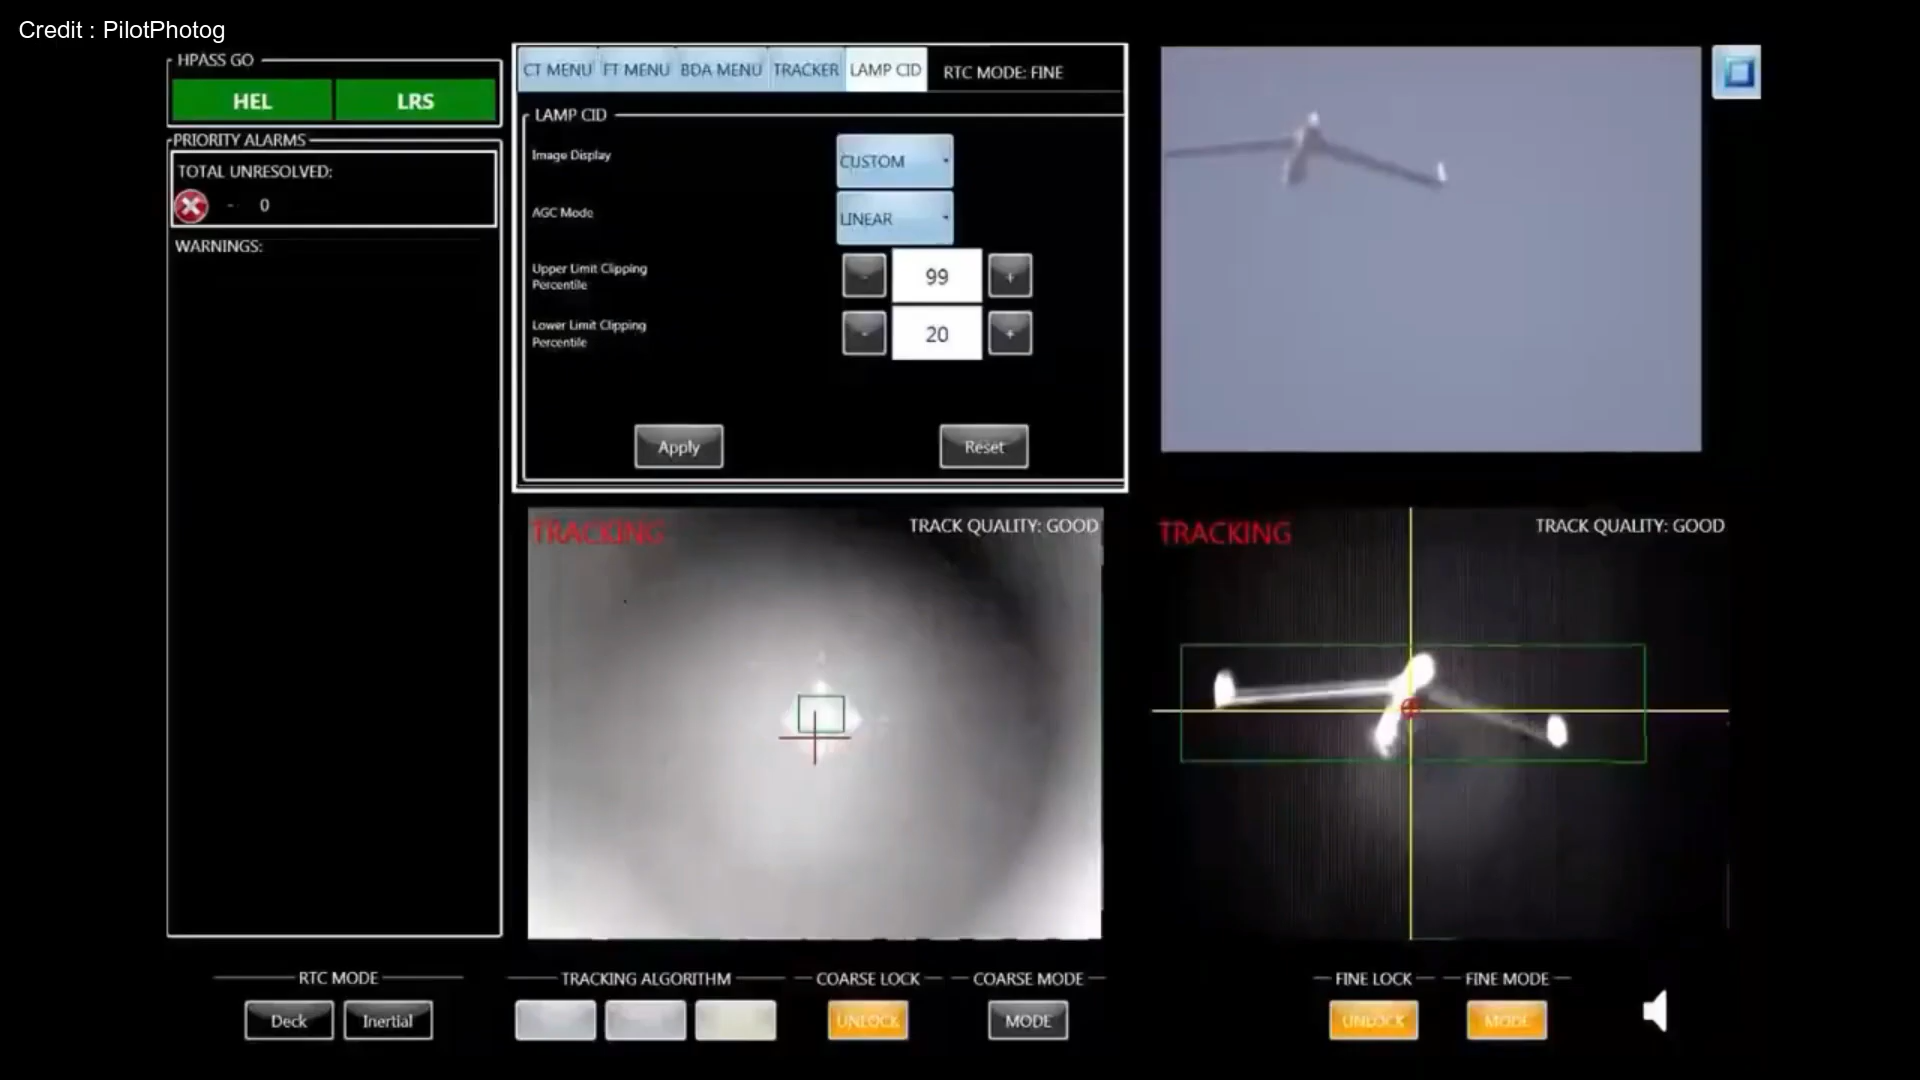 Credit : PilotPhotog
HPASS GO
HEL
LRS
PRIORITY ALARMS
TOTAL UNRESOLVED:
- 0
WARNINGS:
CT MENU
FT MENU
BDA MENU
TRACKER
LAMP CID
RTC MODE: FINE
LAMP CID
Image Display
CUSTOM
AGC Mode
LINEAR
Upper Limit Clipping
Percentile
-
99
+
Lower Limit Clipping
Percentile
-
20
+
Apply
Reset
TRACKING
TRACK QUALITY: GOOD
TRACKING
TRACK QUALITY: GOOD
RTC MODE
Deck
Inertial
TRACKING ALGORITHM
COARSE LOCK
UNLOCK
COARSE MODE
MODE
FINE LOCK
UNLOCK
FINE MODE
MODE